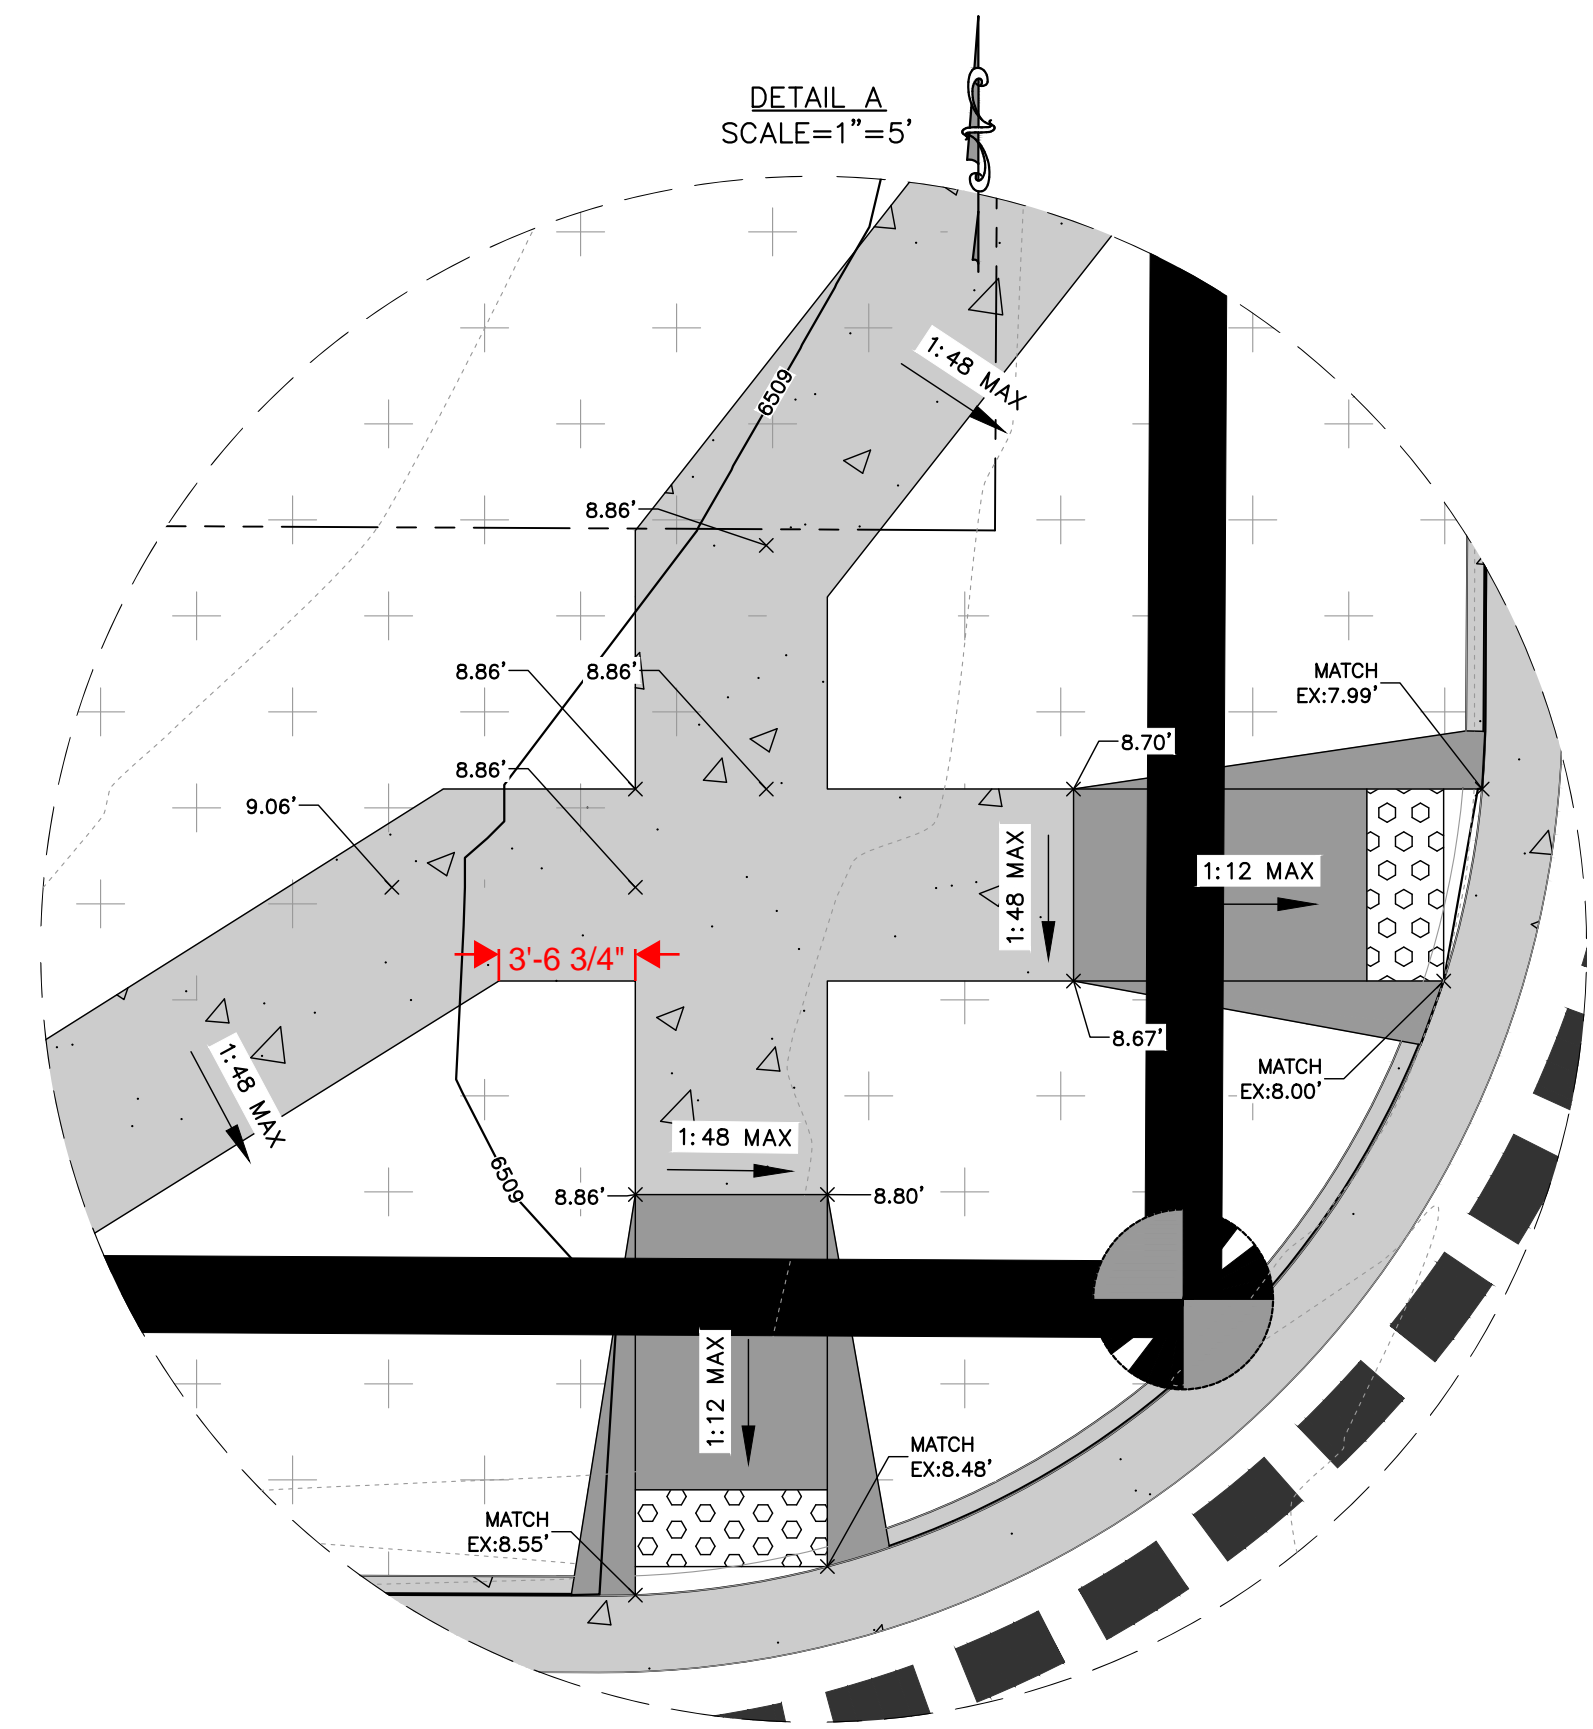 DETAIL A
SCALE=1"=5'
1:48 MAX
6509
8.86'
8.86'
8.86'
MATCH
EX:7.99'
8.70'
8.86'
9.06'
1:48 MAX
1:12 MAX
3'-6 3/4"
8.67'
MATCH
EX:8.00'
1:48 MAX
1:48 MAX
6509
8.86'
8.80'
1:12 MAX
MATCH
EX:8.48'
MATCH
EX:8.55'